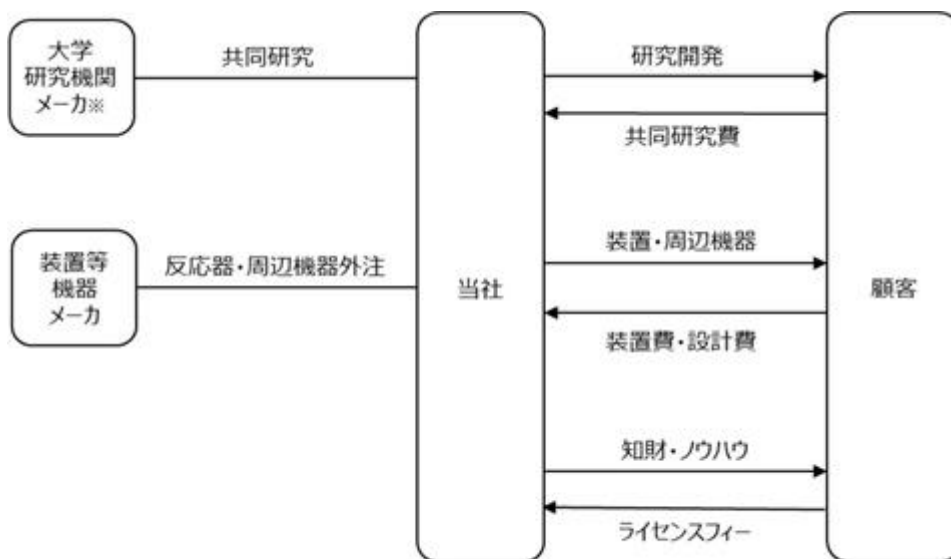 大学
研究機関
メーカ※
共同研究
研究開発
共同研究費
装置等
機器
メーカ
反応器・周辺機器外注
当社
装置・周辺機器
装置費・設計費
顧客
知財・ノウハウ
ライセンスフィー